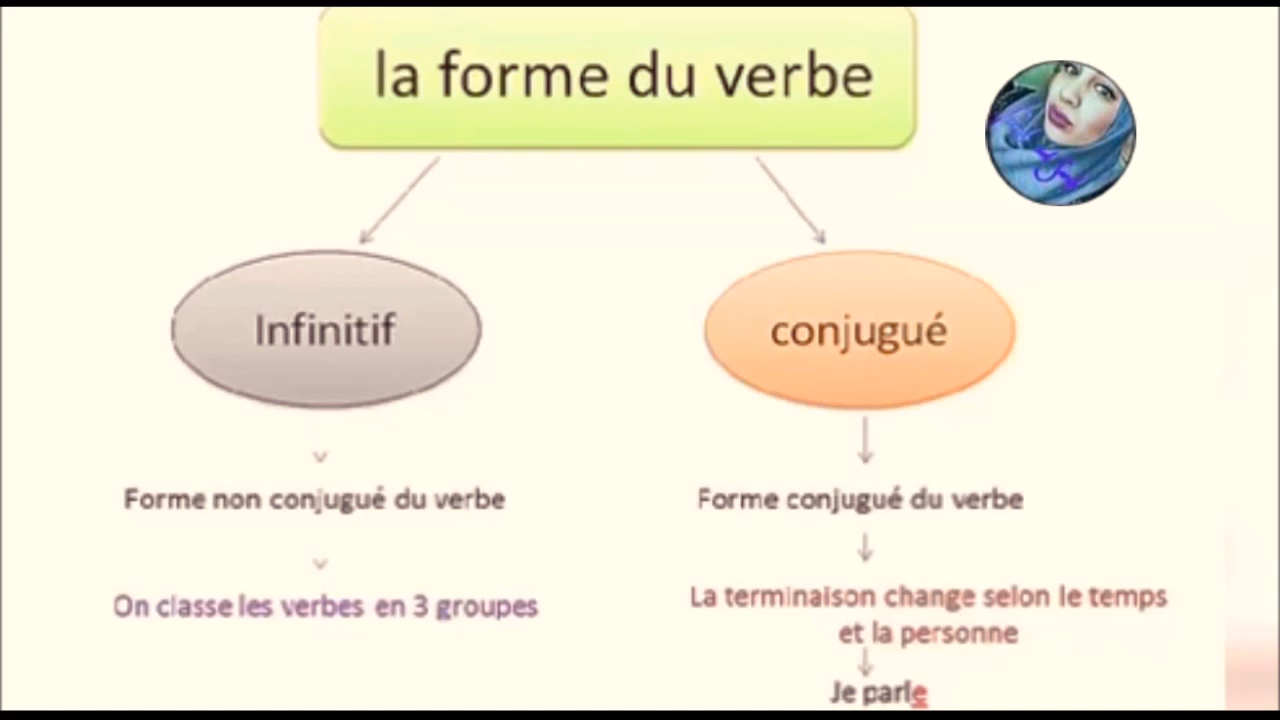 la forme du verbe
Infinitif
conjugué
Forme non conjugué du verbe
Forme conjugué du verbe
On classe les verbes en 3 groupes
La terminaison change selon le temps
et la personne
Je parle